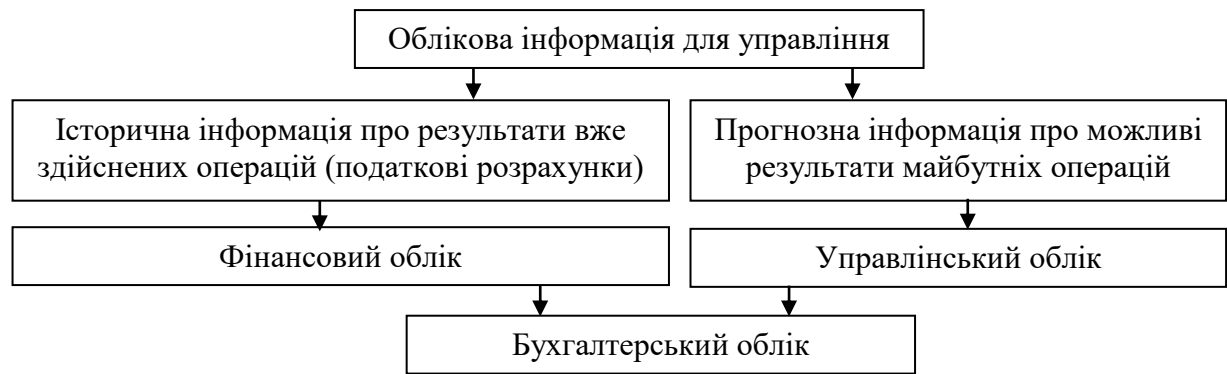 Облікова інформація для управління
Історична інформація про результати вже
здійснених операцій (податкові розрахунки)
Прогнозна інформація про можливі
результати майбутніх операцій
Фінансовий облік
Управлінський облік
Бухгалтерський облік